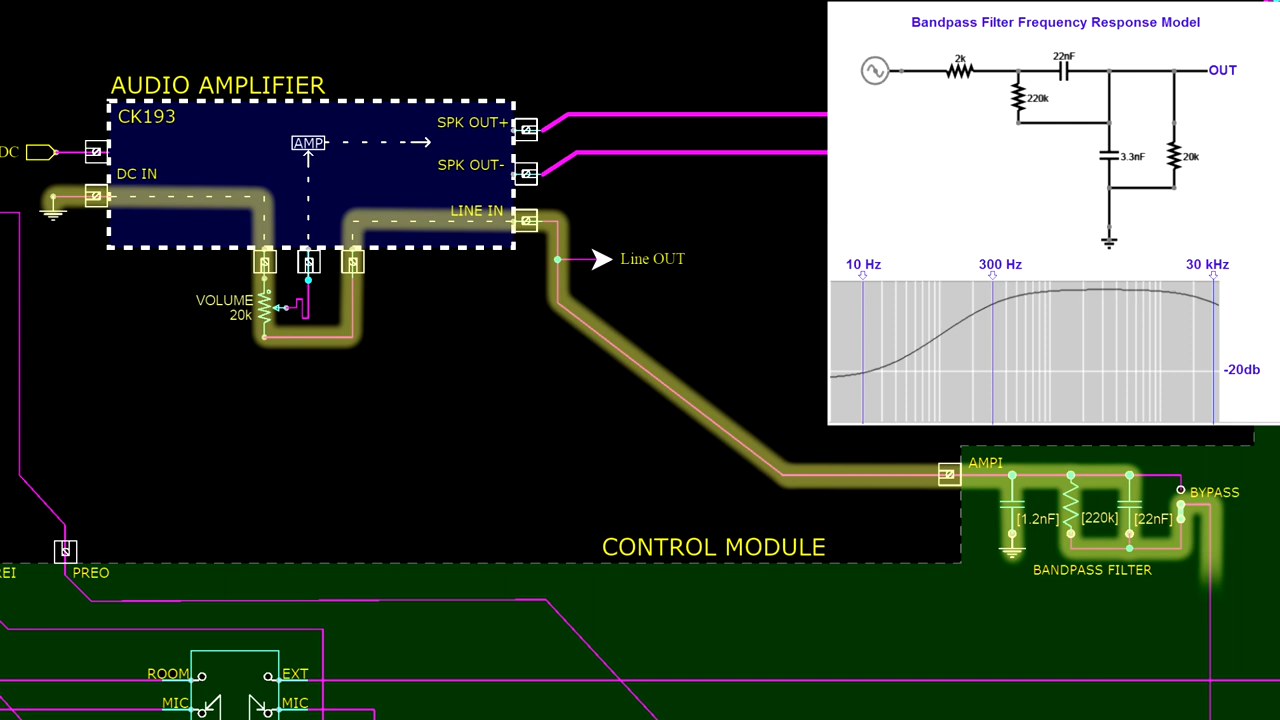 Bandpass Filter Frequency Response Model
2k
22nF
OUT
220k
3.3nF
20k
10 Hz
300 Hz
30 kHz
-20db
AUDIO AMPLIFIER
CK193
SPK OUT+
AMP
DC
SPK OUT-
DC IN
LINE IN
Line OUT
VOLUME
20k
AMPI
BYPASS
[1.2nF]
[220k]
[22nF]
CONTROL MODULE
BANDPASS FILTER
REI
PREO
ROOM
EXT
MIC
MIC